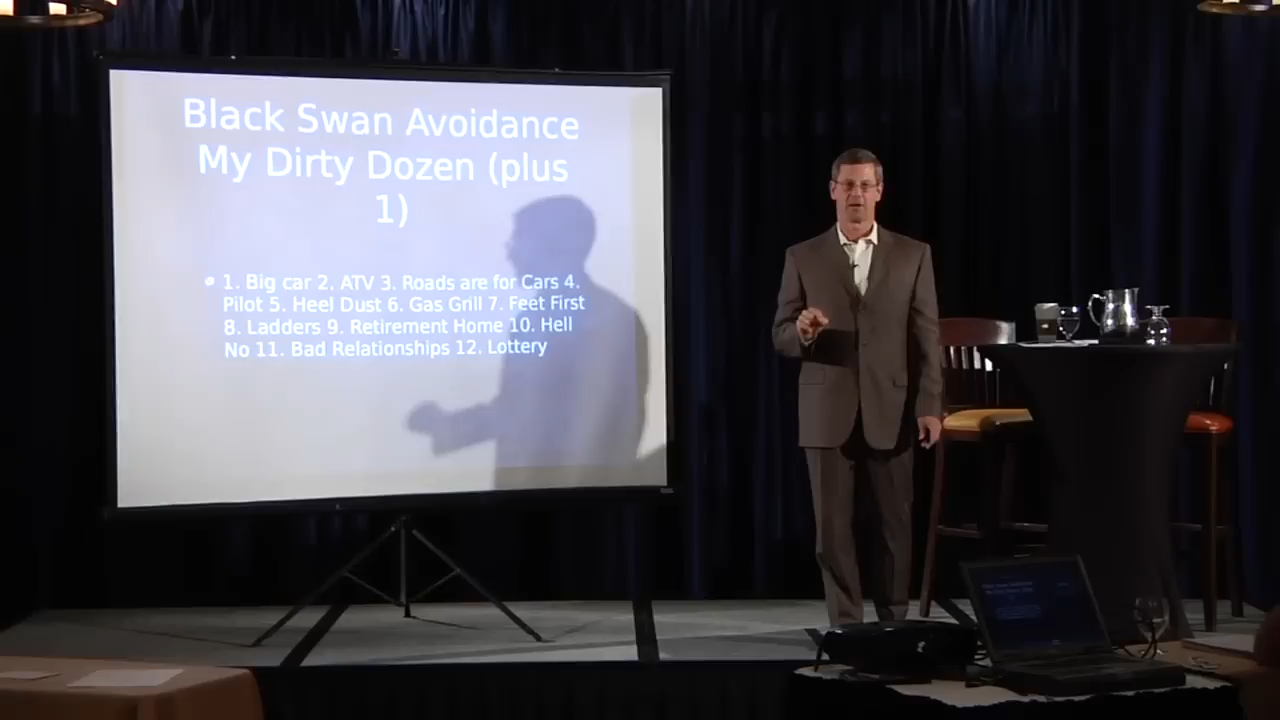 Black Swan Avoidance
My Dirty Dozen (plus
1)
• 1. Big car 2. ATV 3. Roads are for Cars 4.
Pilot 5. Heel Dust 6. Gas Grill 7. Feet First
8. Ladders 9. Retirement Home 10. Hell
No 11. Bad Relationships 12. Lottery